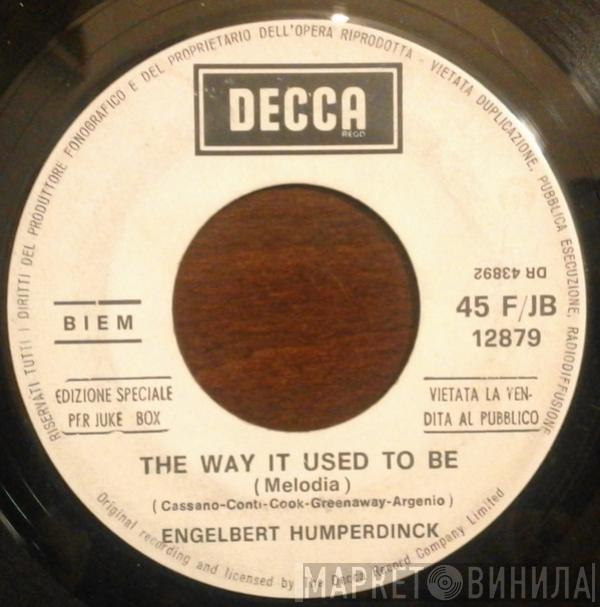 RISERVATI TUTTI I DIRITTI DEL PRODUTTORE FONOGRAFICO E DEL PROPRIETARIO DELL'OPERA RIPRODOTTA - VIETATA DUPLICAZIONE, PUBBLICA ESECUZIONE, RADIODIFFUSIONE
DECCA
REGD
DR 43892
BIEM
45 F/JB
12879
EDIZIONE SPECIALE
PER JUKE BOX
VIETATA LA VEN-
DITA AL PUBBLICO
THE WAY IT USED TO BE
(Melodia)
(Cassano-Conti-Cook-Greenaway-Argenio)
ENGELBERT HUMPERDINCK
Original recording and licensed by The Decca Record Company Limited
МАРКЕТ ВИНИЛА